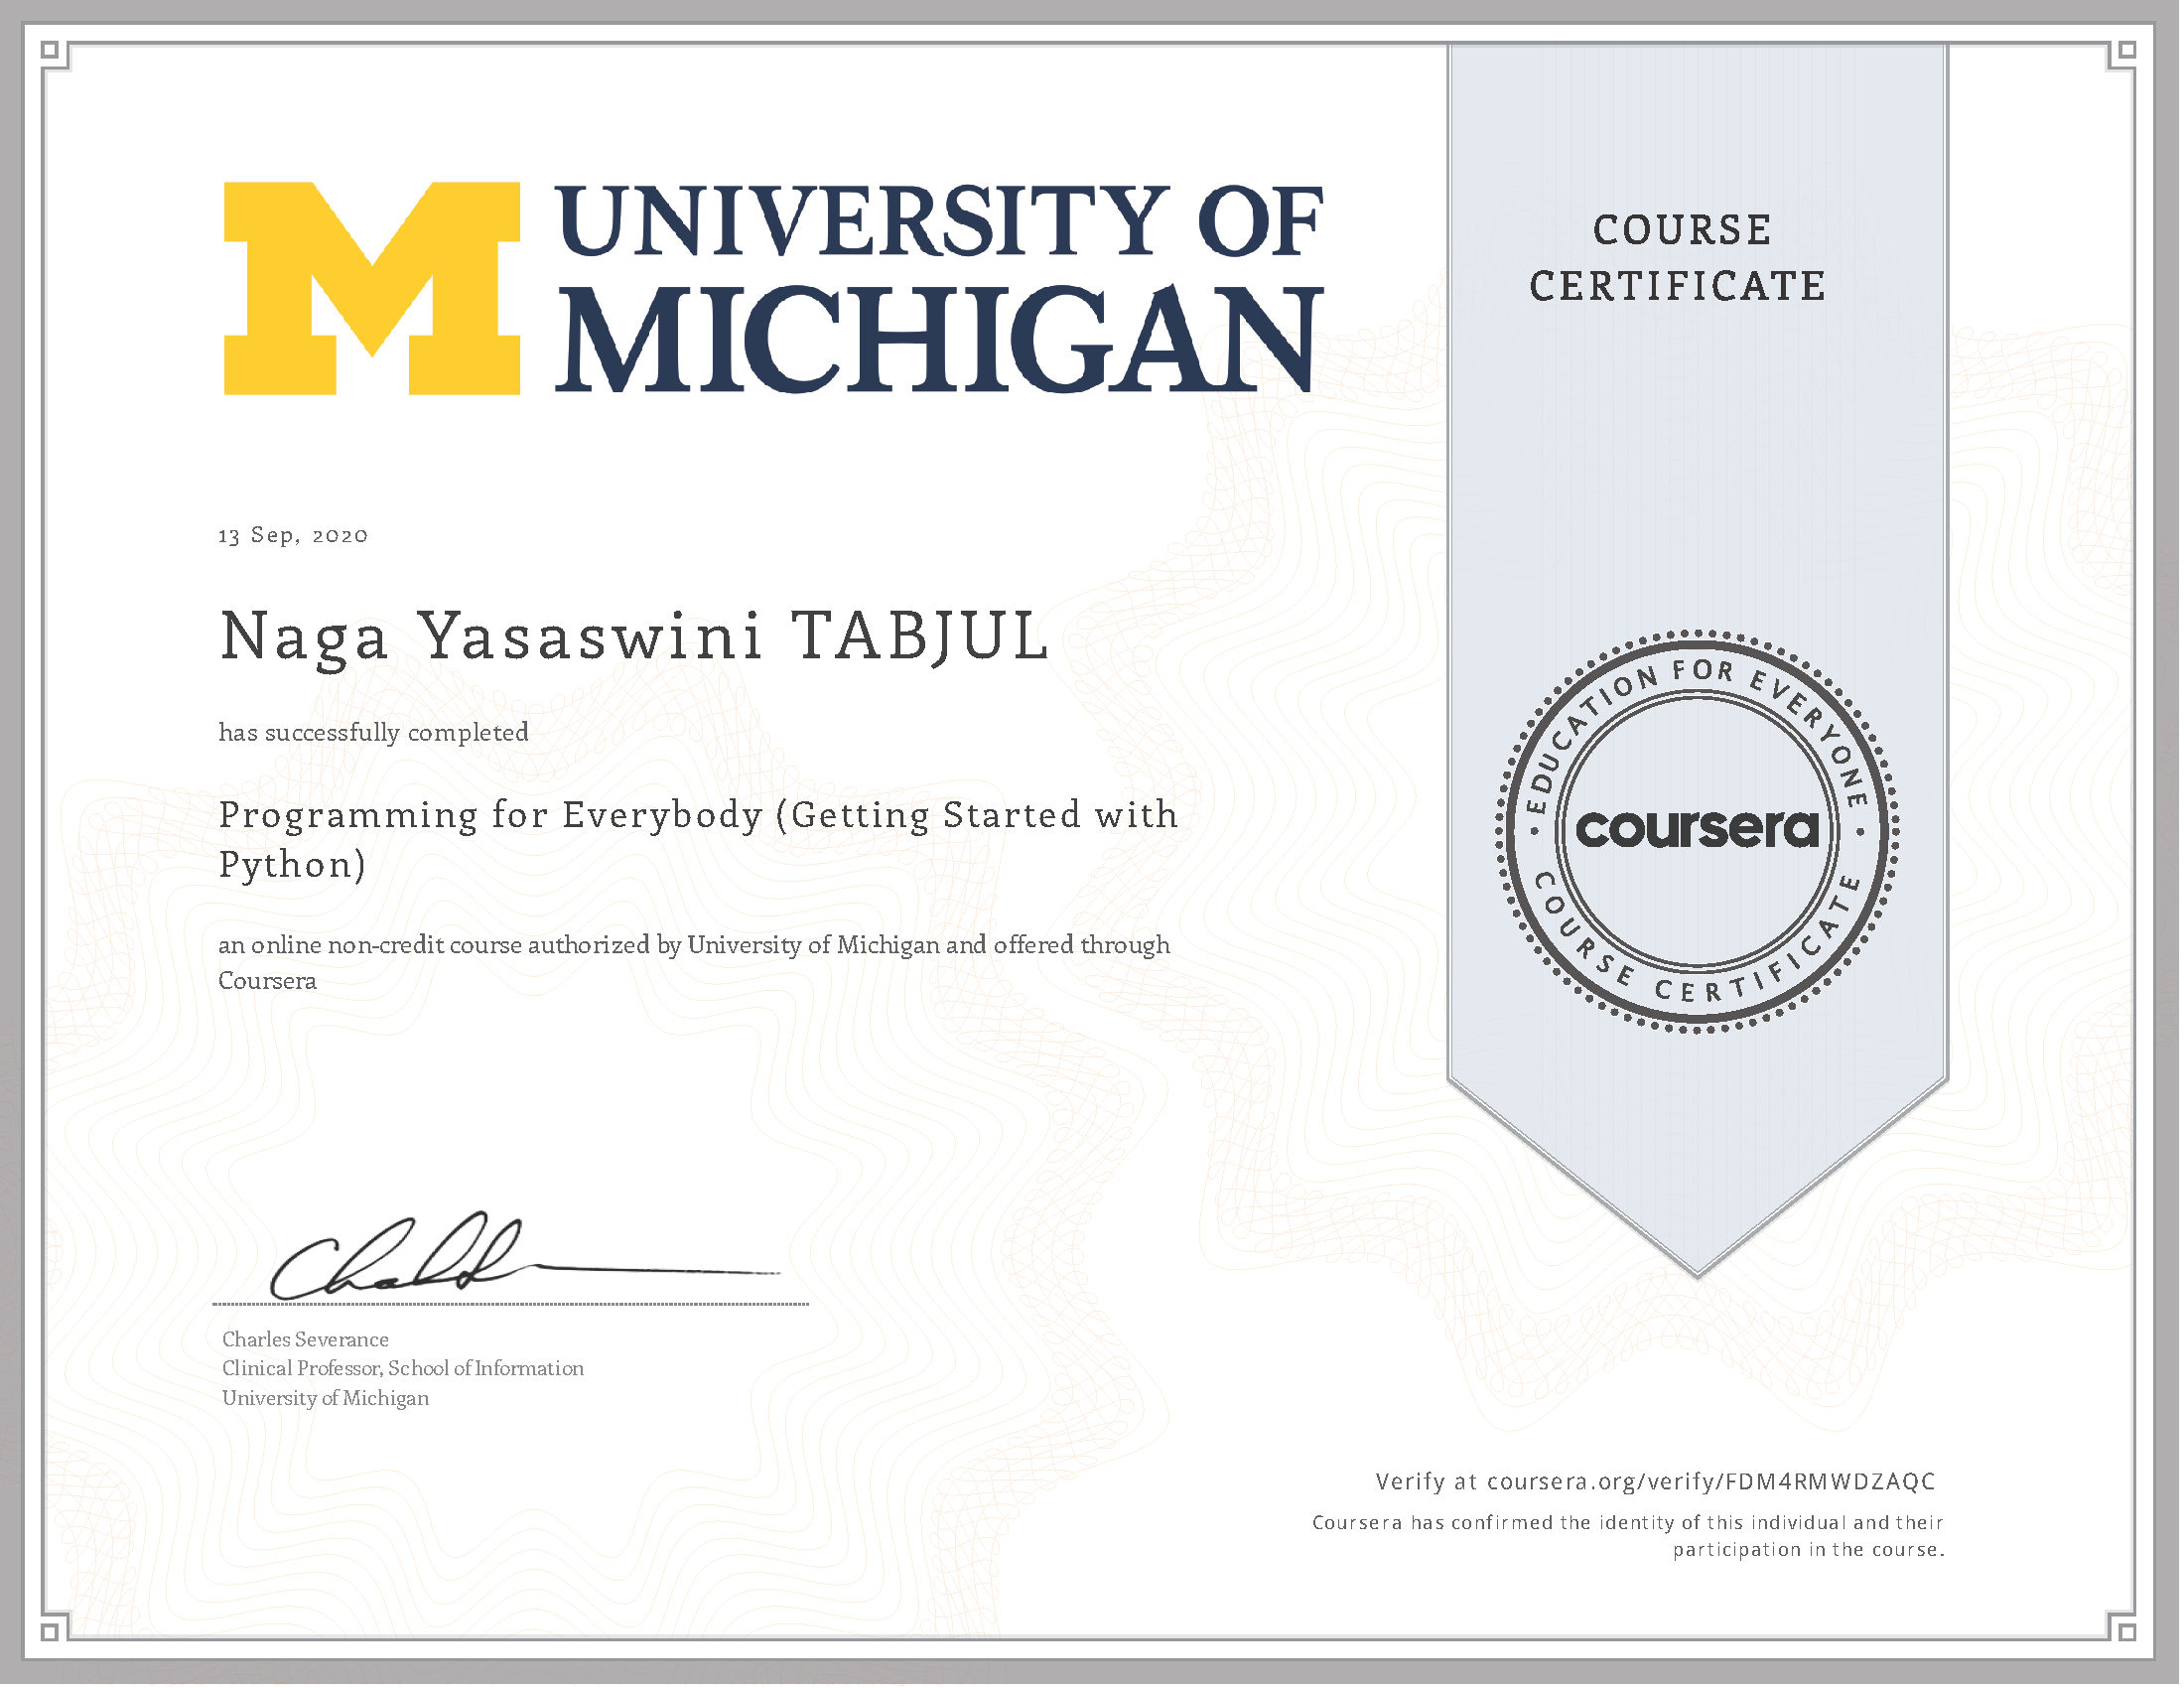 UNIVERSITY OF
MICHIGAN
COURSE
CERTIFICATE
13 Sep, 2020
Naga Yasaswini TABJUL
has successfully completed
Programming for Everybody (Getting Started with
Python)
an online non-credit course authorized by University of Michigan and offered through
Coursera
EDUCATION FOR EVERYONE
coursera
COURSE CERTIFICATE
Charles Severance
Clinical Professor, School of Information
University of Michigan
Verify at coursera.org/verify/FDM4RMWDZAQC
Coursera has confirmed the identity of this individual and their
participation in the course.